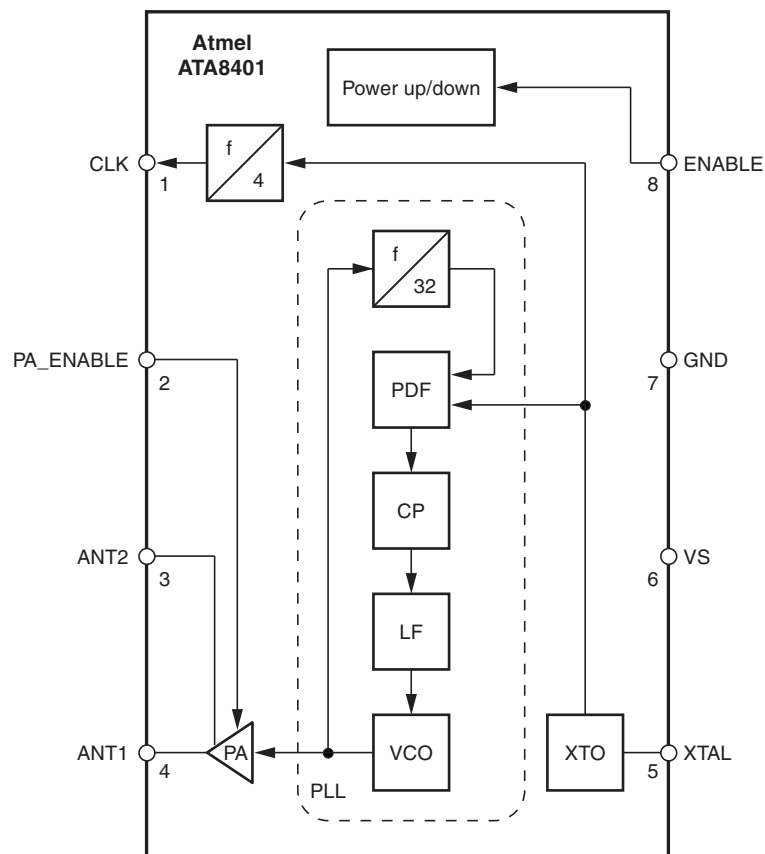 Atmel
ATA8401
Power up/down
CLK
1
f
4
8
ENABLE
f
32
PA_ENABLE
2
PDF
7
GND
CP
ANT2
3
6
VS
LF
ANT1
4
PA
VCO
XTO
5
XTAL
PLL